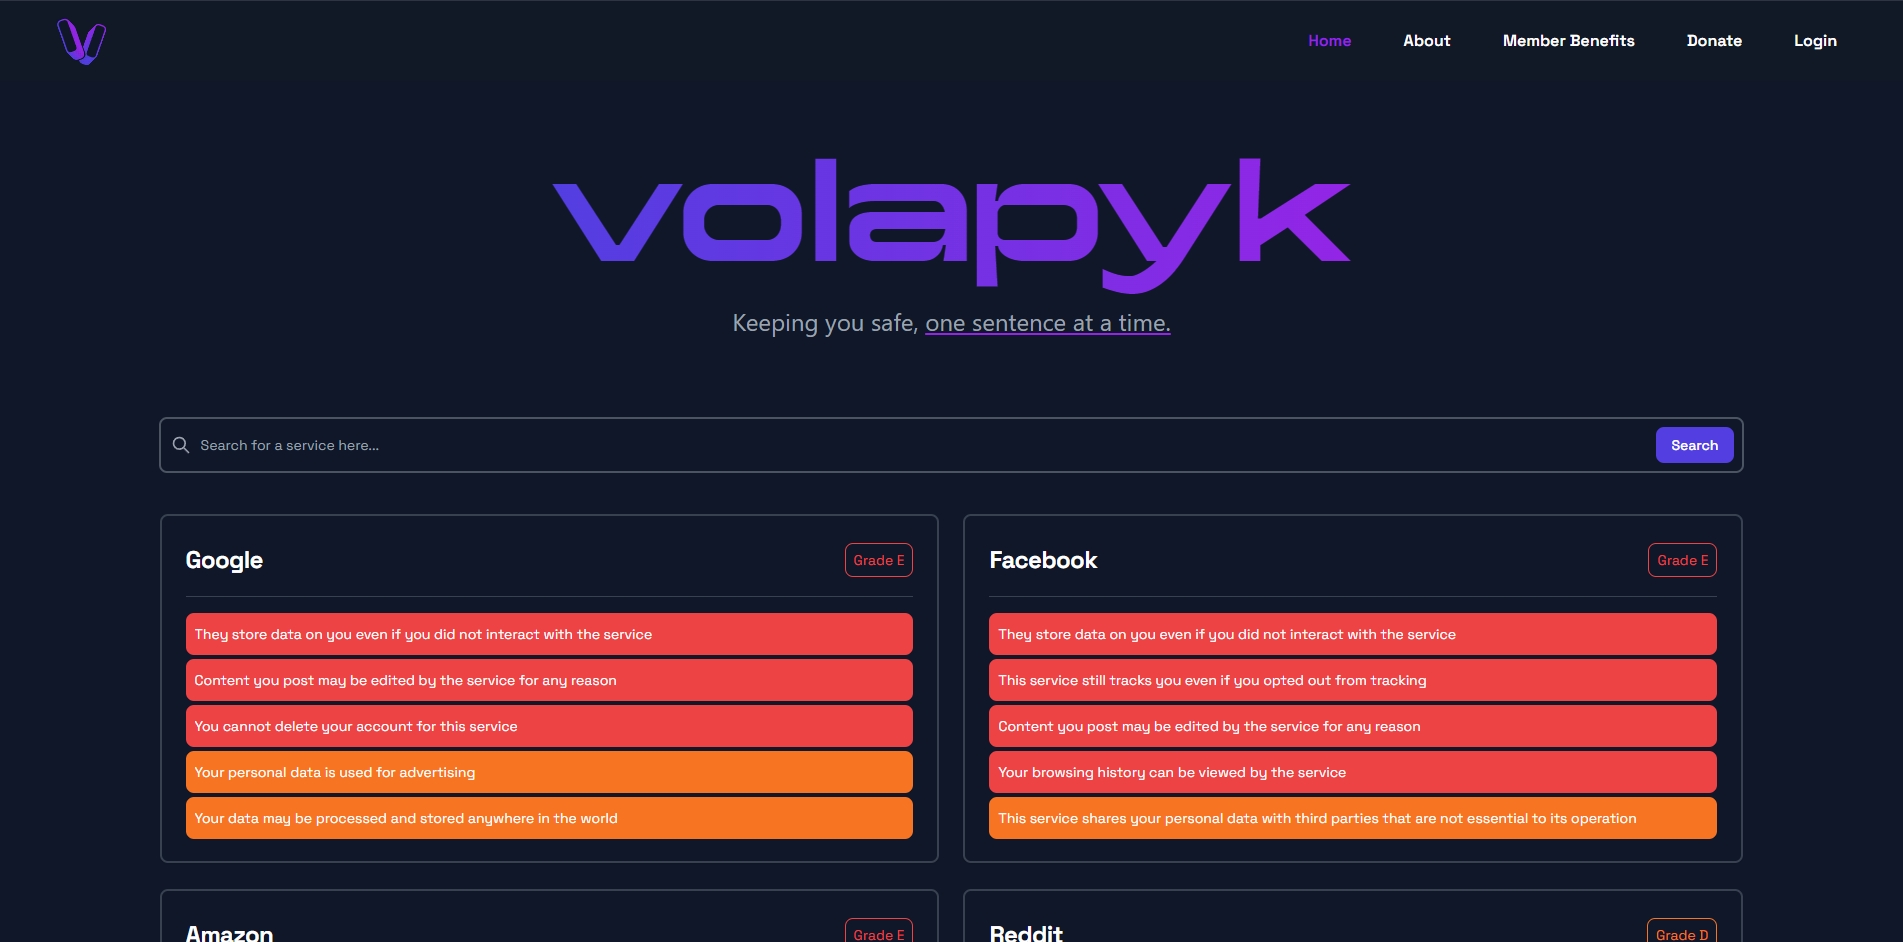 Home About Member Benefits Donate Login
volapyk
Keeping you safe, one sentence at a time.
Search for a service here...
Search
Google
Grade E
They store data on you even if you did not interact with the service
Content you post may be edited by the service for any reason
You cannot delete your account for this service
Your personal data is used for advertising
Your data may be processed and stored anywhere in the world
Facebook
Grade E
They store data on you even if you did not interact with the service
This service still tracks you even if you opted out from tracking
Content you post may be edited by the service for any reason
Your browsing history can be viewed by the service
This service shares your personal data with third parties that are not essential to its operation
Amazon
Grade E
Reddit
Grade D